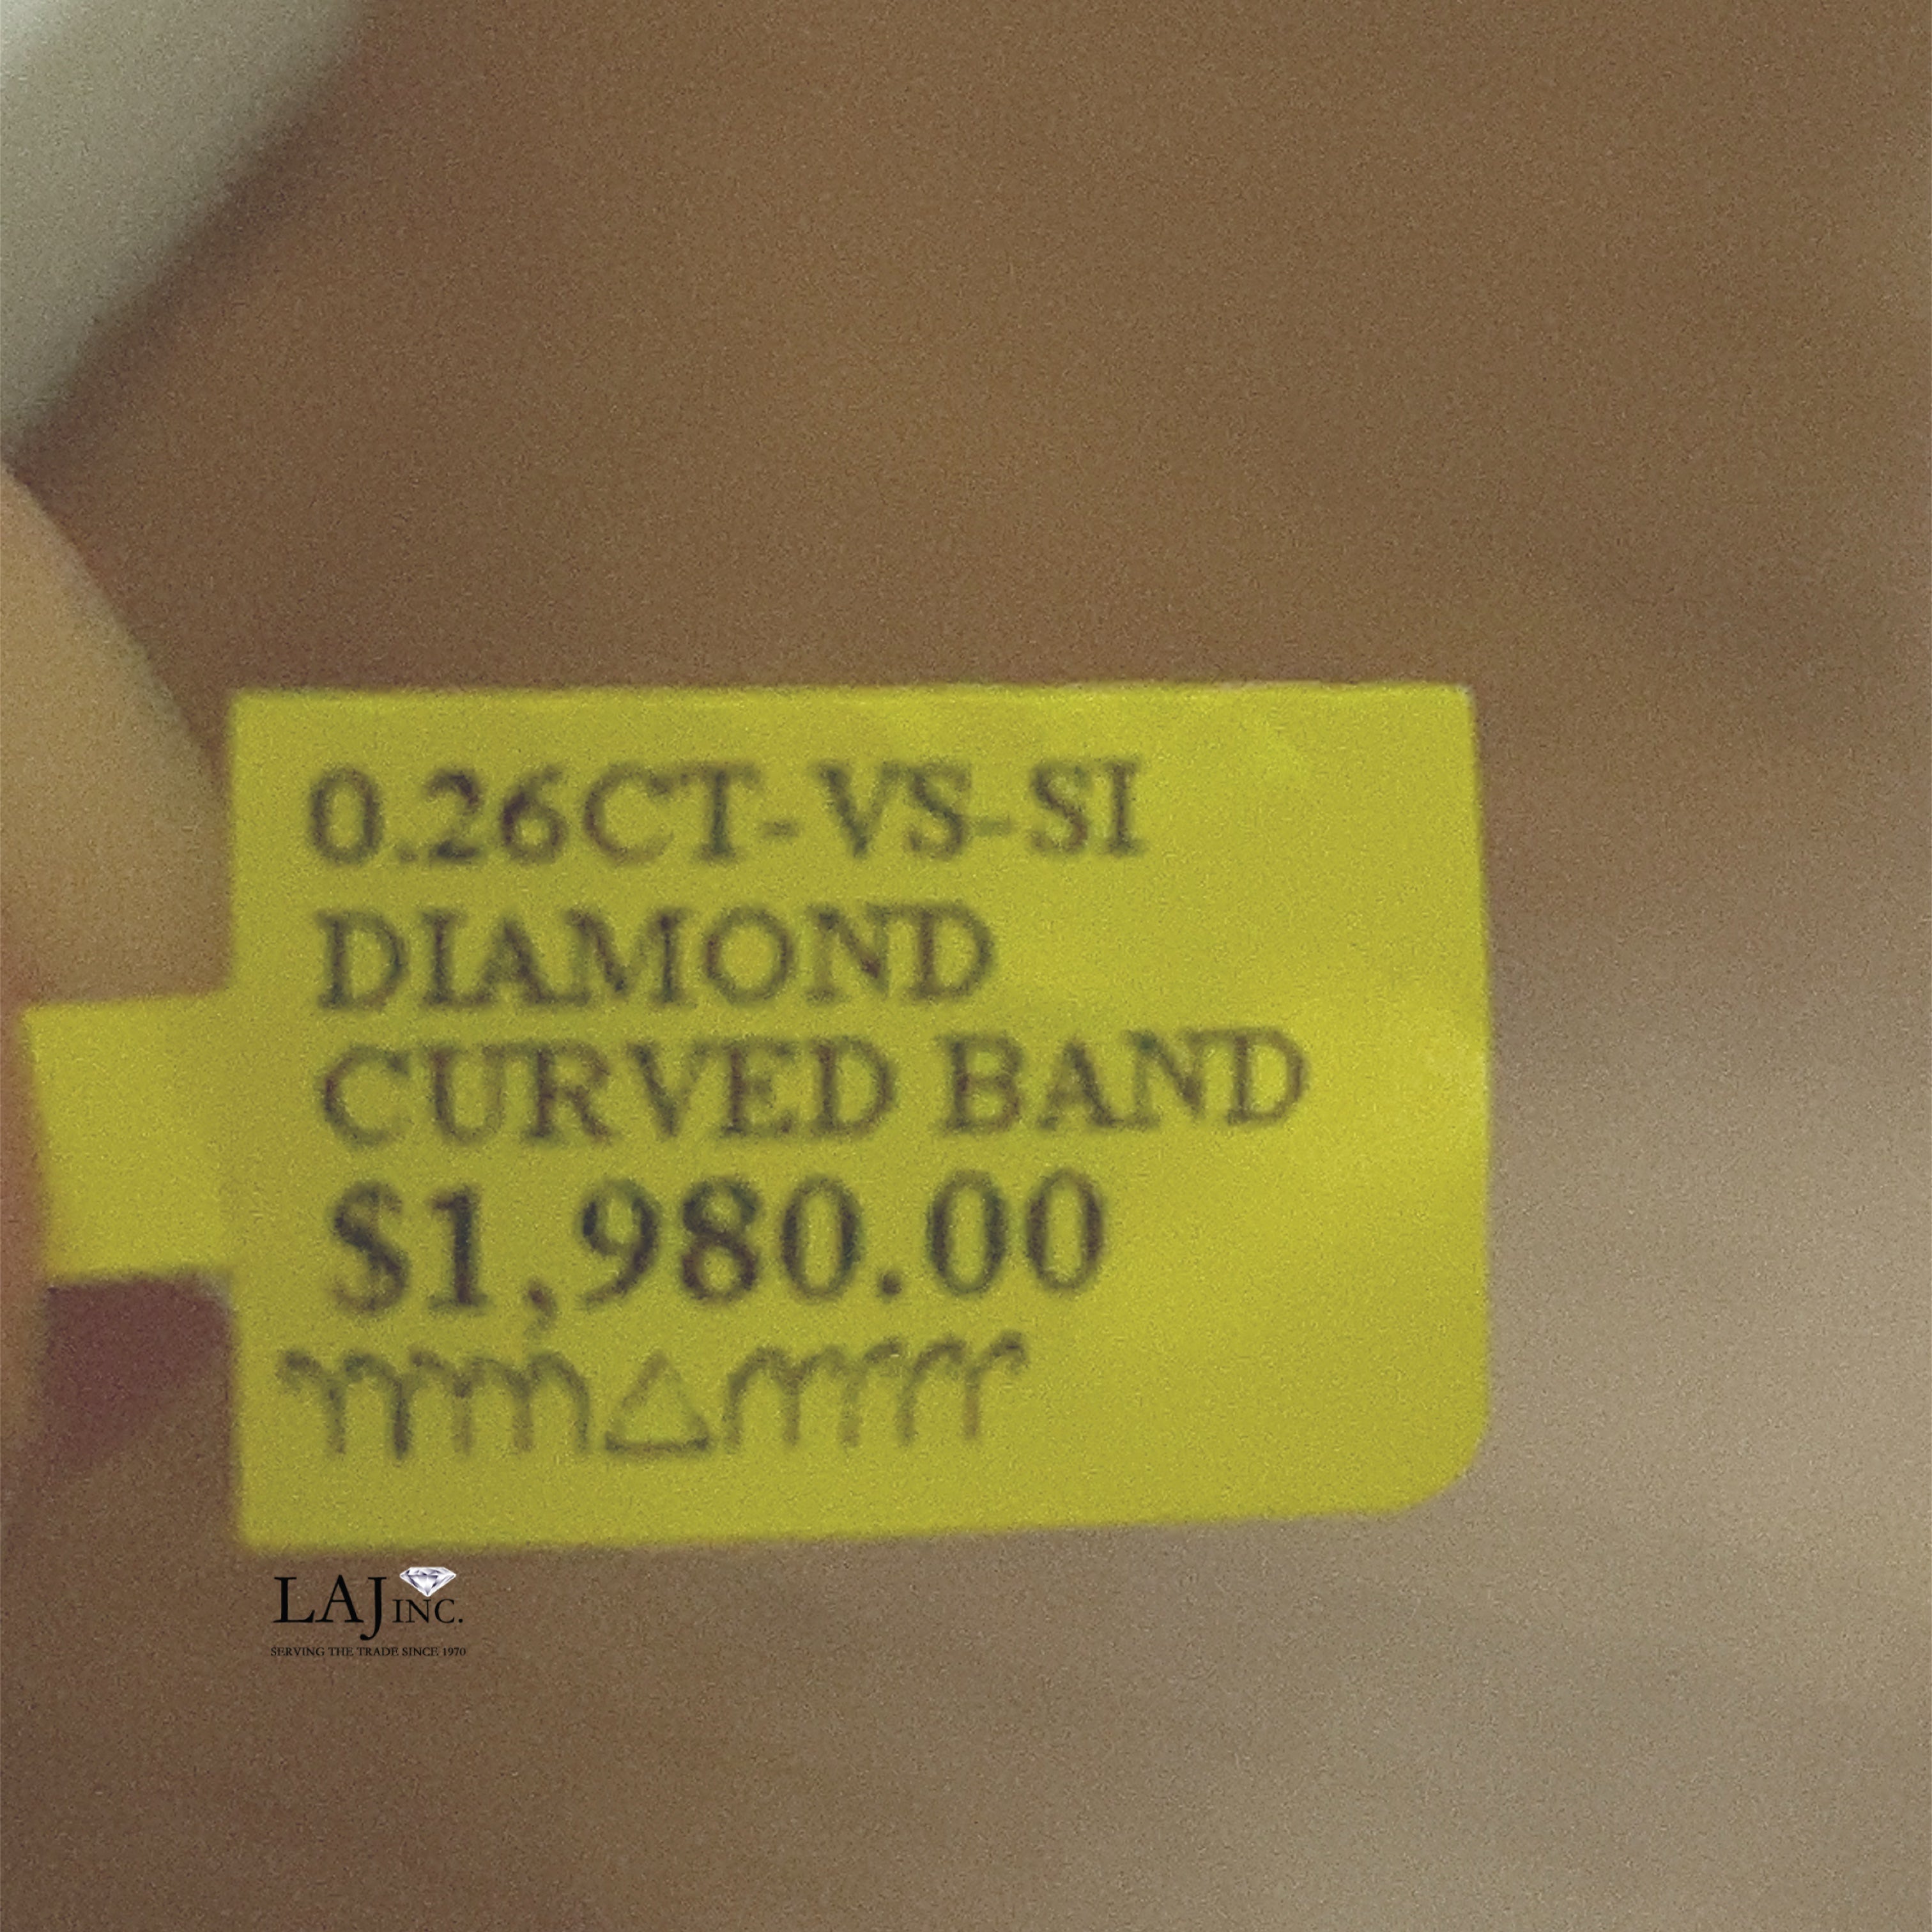 0.26CT-VS-SI
DIAMOND
CURVED BAND
$1,980.00
LAJ INC.
SERVING THE TRADE SINCE 1970